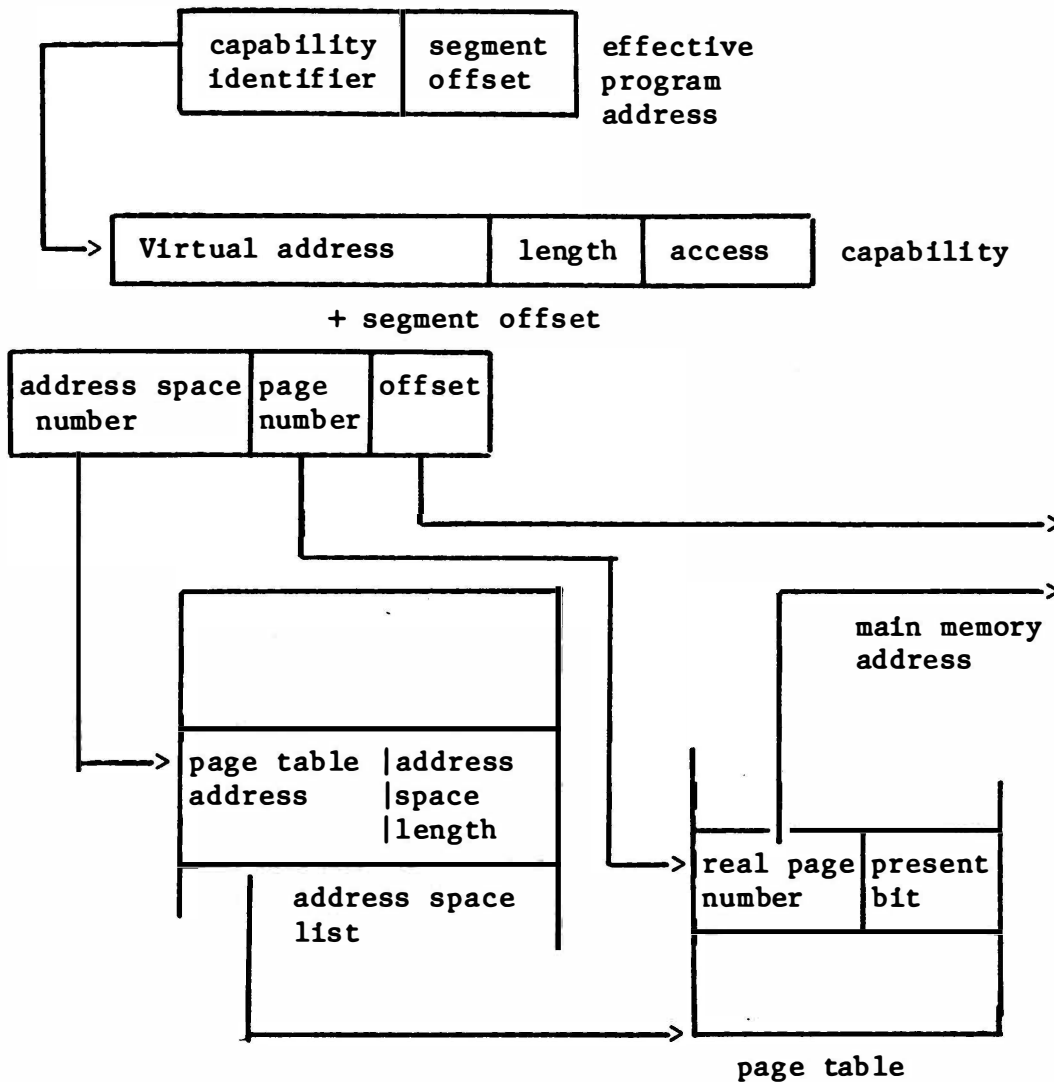 capability
identifier
segment
offset
effective
program
address
Virtual address
length
access
capability
+ segment offset
address space
number
page
number
offset
main memory
address
page table
address
|address
|space
|length
address space
list
real page
number
present
bit
page table